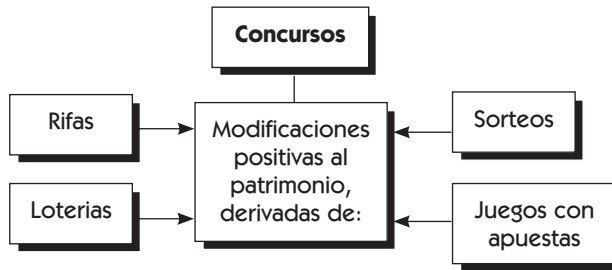 Concursos
Rifas
Loterias
Modificaciones
positivas al
patrimonio,
derivadas de:
Sorteos
Juegos con
apuestas